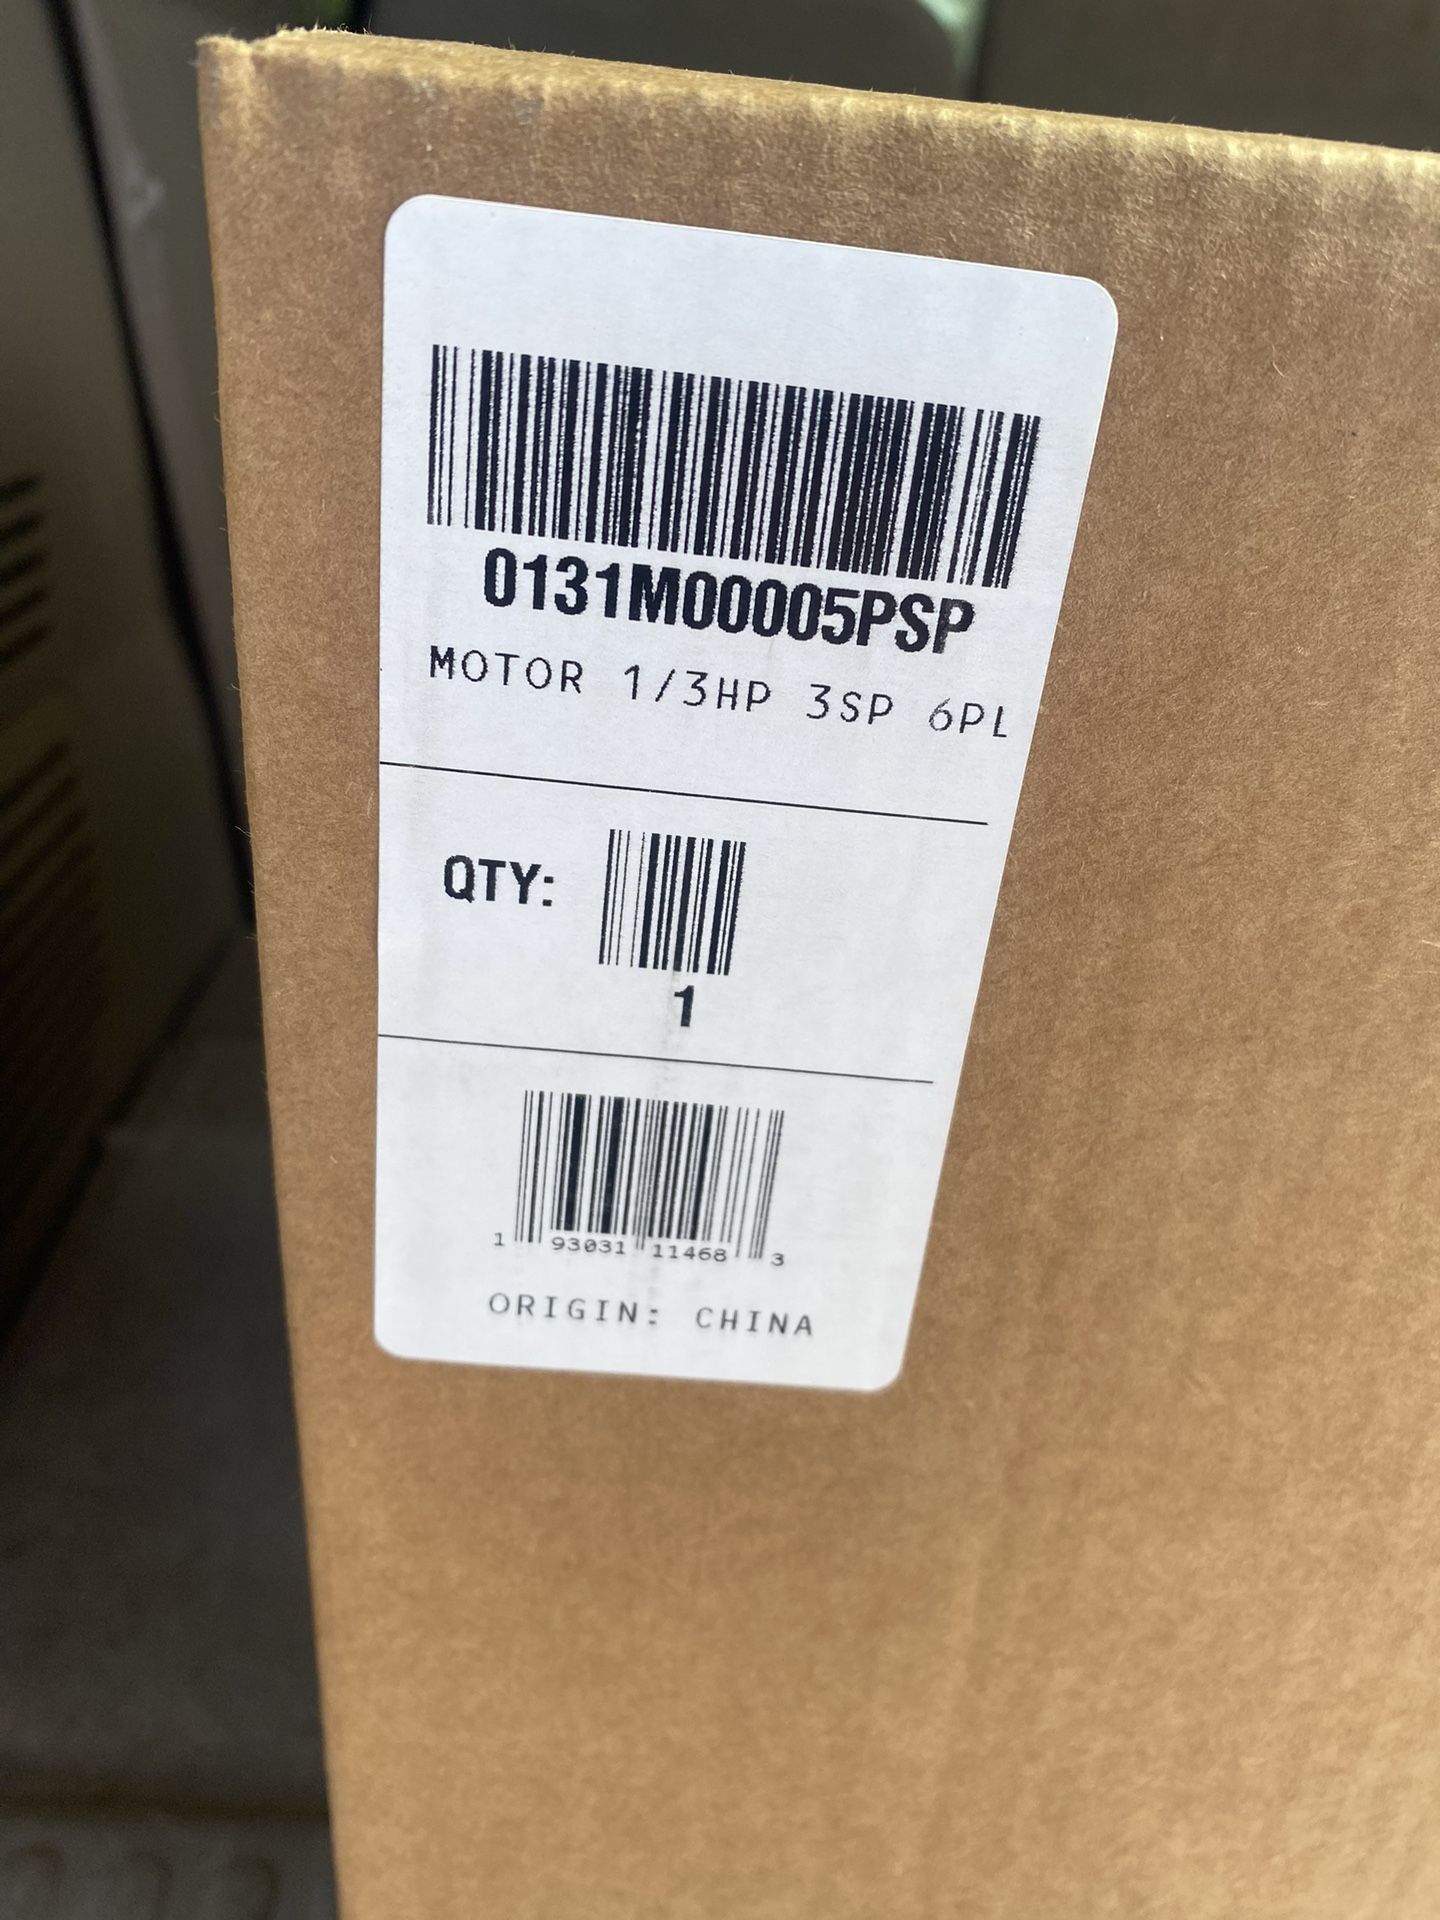 0131M00005PSP
MOTOR 1/3HP 3SP 6PL
QTY:
1
1 93031 11468 3
ORIGIN: CHINA